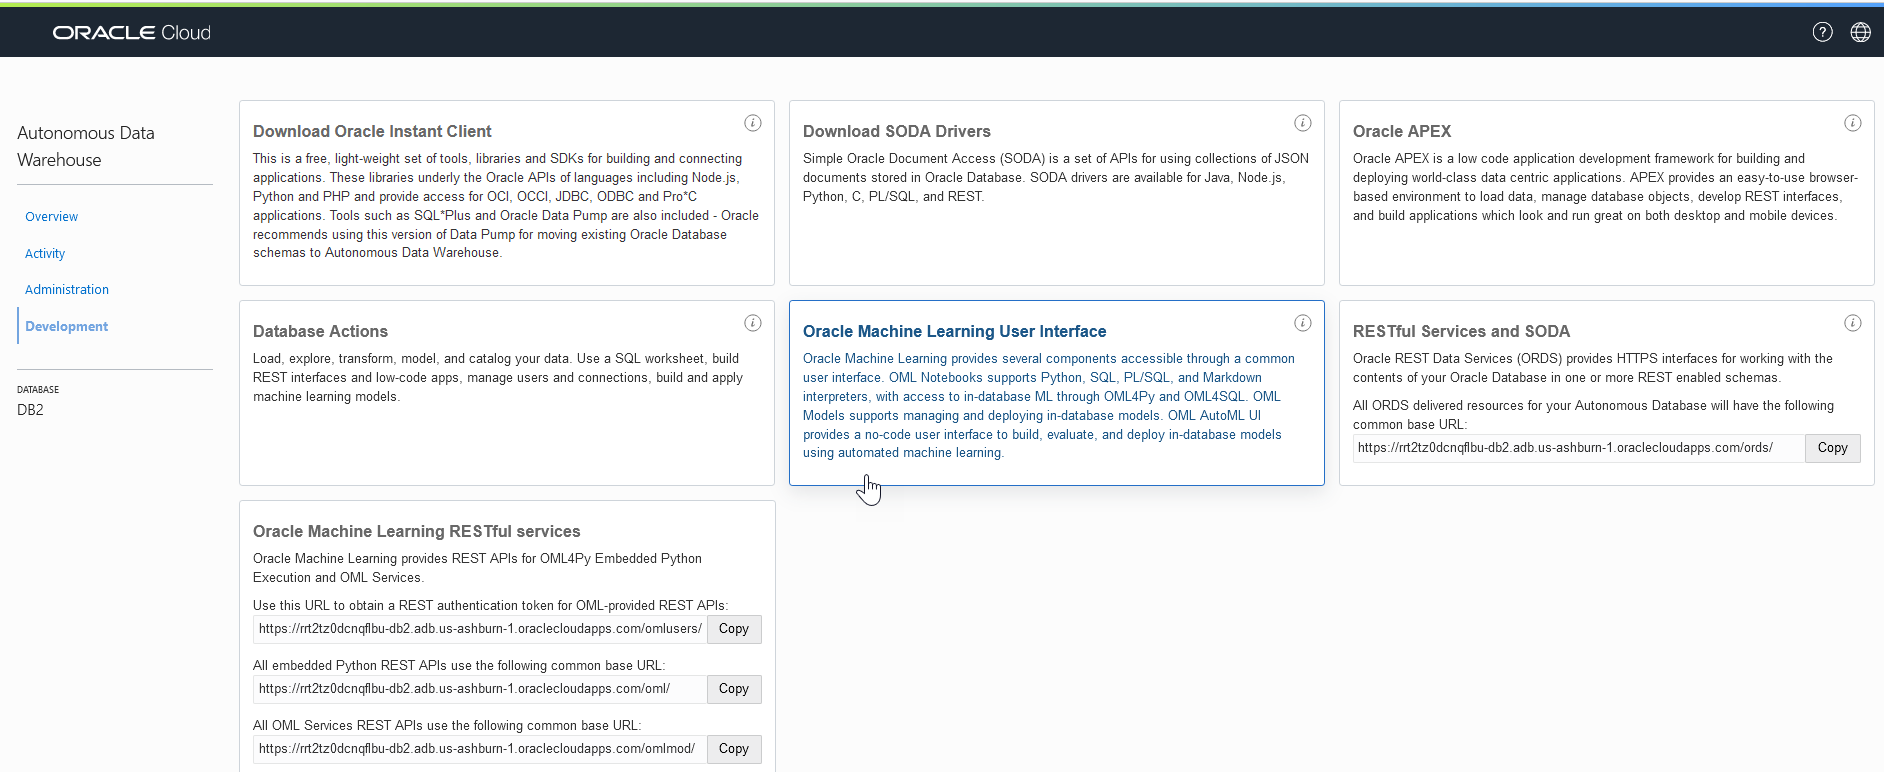 ORACLE Cloud
Autonomous Data
Warehouse
Overview
Activity
Administration
Development
DATABASE
DB2
Download Oracle Instant Client
This is a free, light-weight set of tools, libraries and SDKs for building and connecting
applications. These libraries underly the Oracle APIs of languages including Node.js,
Python and PHP and provide access for OCI, OCCI, JDBC, ODBC and Pro*C
applications. Tools such as SQL*Plus and Oracle Data Pump are also included - Oracle
recommends using this version of Data Pump for moving existing Oracle Database
schemas to Autonomous Data Warehouse.
Download SODA Drivers
Simple Oracle Document Access (SODA) is a set of APIs for using collections of JSON
documents stored in Oracle Database. SODA drivers are available for Java, Node.js,
Python, C, PL/SQL, and REST.
Oracle APEX
Oracle APEX is a low code application development framework for building and
deploying world-class data centric applications. APEX provides an easy-to-use browser-
based environment to load data, manage database objects, develop REST interfaces,
and build applications which look and run great on both desktop and mobile devices.
Database Actions
Load, explore, transform, model, and catalog your data. Use a SQL worksheet, build
REST interfaces and low-code apps, manage users and connections, build and apply
machine learning models.
Oracle Machine Learning User Interface
Oracle Machine Learning provides several components accessible through a common
user interface. OML Notebooks supports Python, SQL, PL/SQL, and Markdown
interpreters, with access to in-database ML through OML4Py and OML4SQL. OML
Models supports managing and deploying in-database models. OML AutoML UI
provides a no-code user interface to build, evaluate, and deploy in-database models
using automated machine learning.
RESTful Services and SODA
Oracle REST Data Services (ORDS) provides HTTPS interfaces for working with the
contents of your Oracle Database in one or more REST enabled schemas.
All ORDS delivered resources for your Autonomous Database will have the following
common base URL:
https://rrt2tz0dcnqflbu-db2.adb.us-ashburn-1.oraclecloudapps.com/ords/ Copy
Oracle Machine Learning RESTful services
Oracle Machine Learning provides REST APIs for OML4Py Embedded Python
Execution and OML Services.
Use this URL to obtain a REST authentication token for OML-provided REST APIs:
https://rrt2tz0dcnqflbu-db2.adb.us-ashburn-1.oraclecloudapps.com/omlusers/ Copy
All embedded Python REST APIs use the following common base URL:
https://rrt2tz0dcnqflbu-db2.adb.us-ashburn-1.oraclecloudapps.com/oml/ Copy
All OML Services REST APIs use the following common base URL:
https://rrt2tz0dcnqflbu-db2.adb.us-ashburn-1.oraclecloudapps.com/omlmod/ Copy